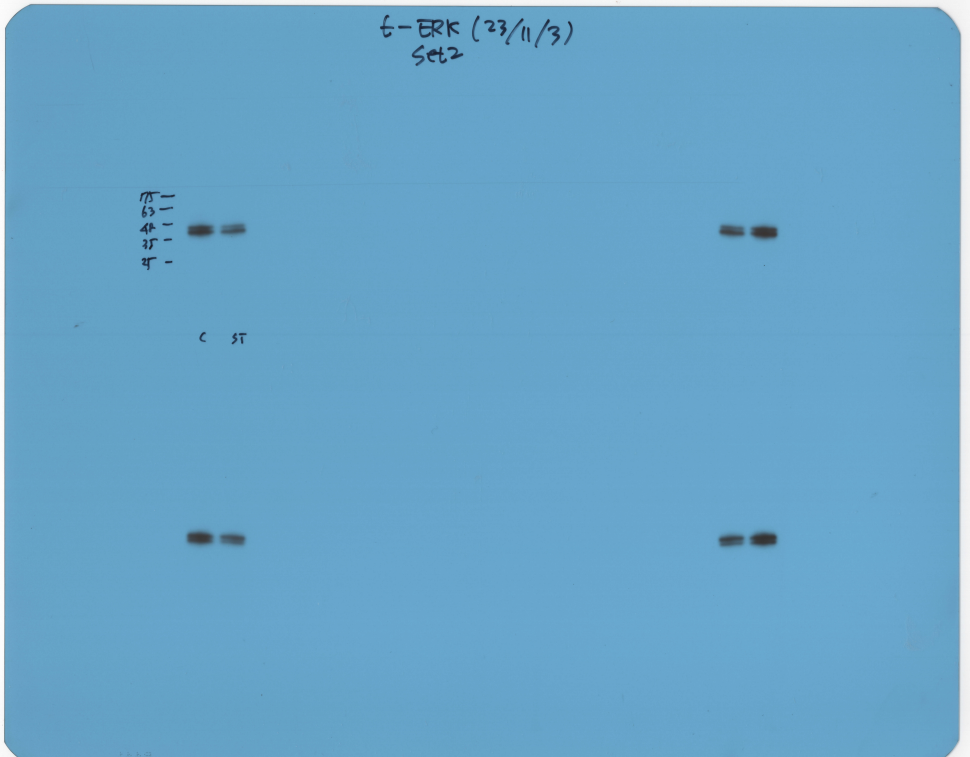 t-ERK (23/11/3)
Set2
75 -
63 -
48 -
35 -
25 -
C ST